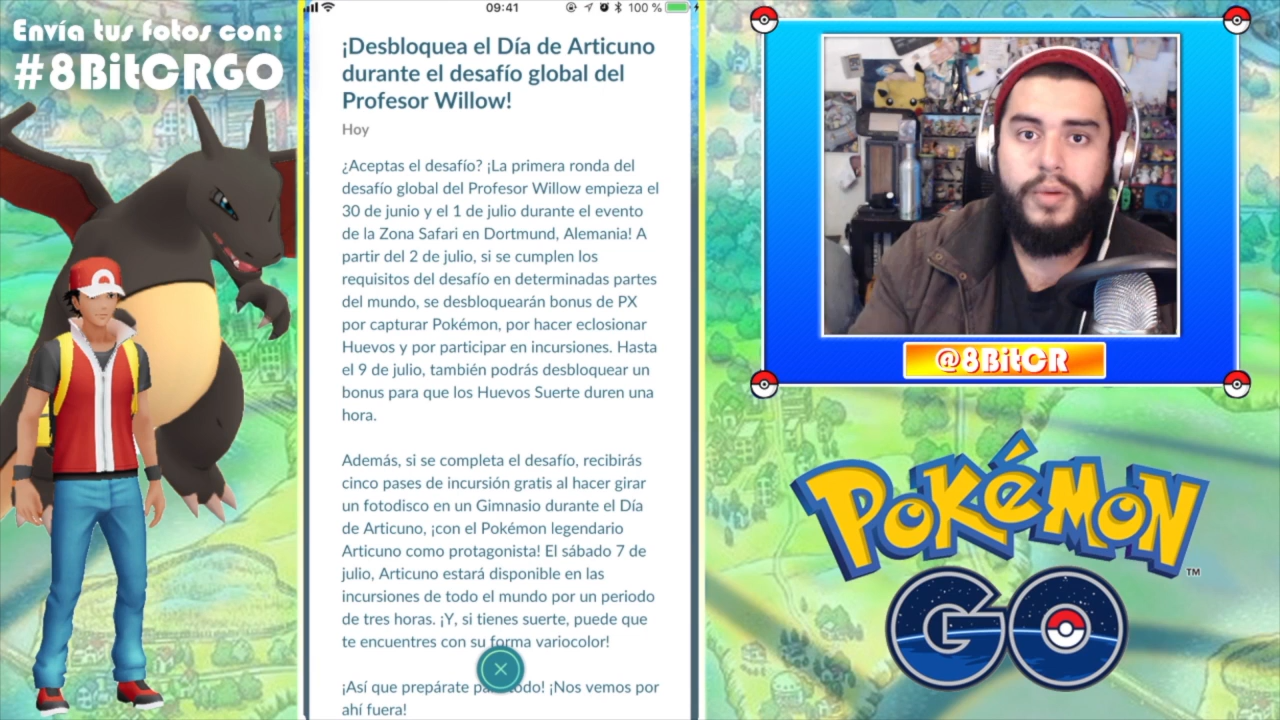 Envía tus fotos con:
#8BitCRGO
09:41
100 %
¡Desbloquea el Día de Articuno
durante el desafío global del
Profesor Willow!
Hoy
¿Aceptas el desafío? ¡La primera ronda del
desafío global del Profesor Willow empieza el
30 de junio y el 1 de julio durante el evento
de la Zona Safari en Dortmund, Alemania! A
partir del 2 de julio, si se cumplen los
requisitos del desafío en determinadas partes
del mundo, se desbloquearán bonus de PX
por capturar Pokémon, por hacer eclosionar
Huevos y por participar en incursiones. Hasta
el 9 de julio, también podrás desbloquear un
bonus para que los Huevos Suerte duren una
hora.
Además, si se completa el desafío, recibirás
cinco pases de incursión gratis al hacer girar
un fotodisco en un Gimnasio durante el Día
de Articuno, ¡con el Pokémon legendario
Articuno como protagonista! El sábado 7 de
julio, Articuno estará disponible en las
incursiones de todo el mundo por un periodo
de tres horas. ¡Y, si tienes suerte, puede que
te encuentres con su forma variocolor!
¡Así que prepárate todo! ¡Nos vemos por
ahí fuera!
@8BitCR
POKéMON
TM
GO